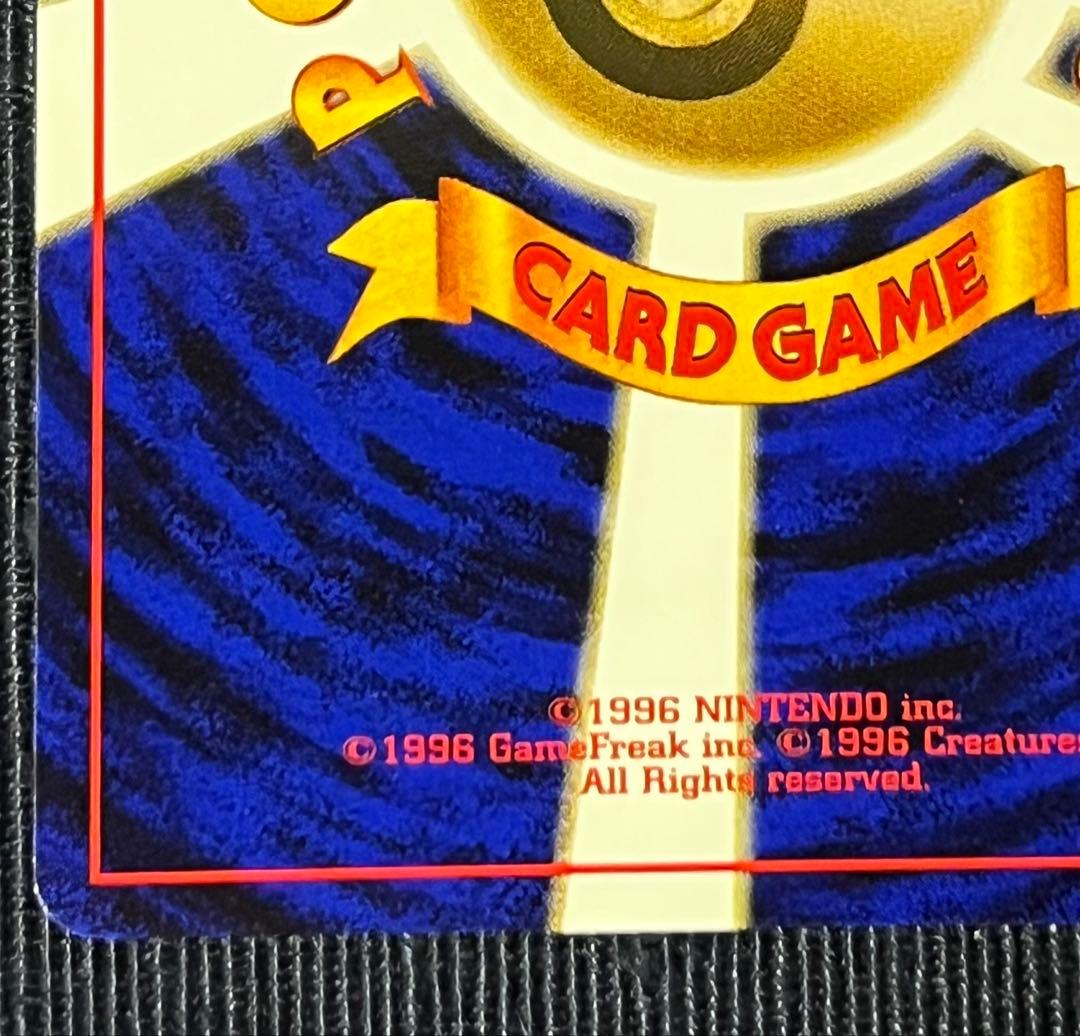 P
CARD GAME
©1996 NINTENDO inc.
©1996 GameFreak inc. ©1996 Creatures
All Rights reserved.